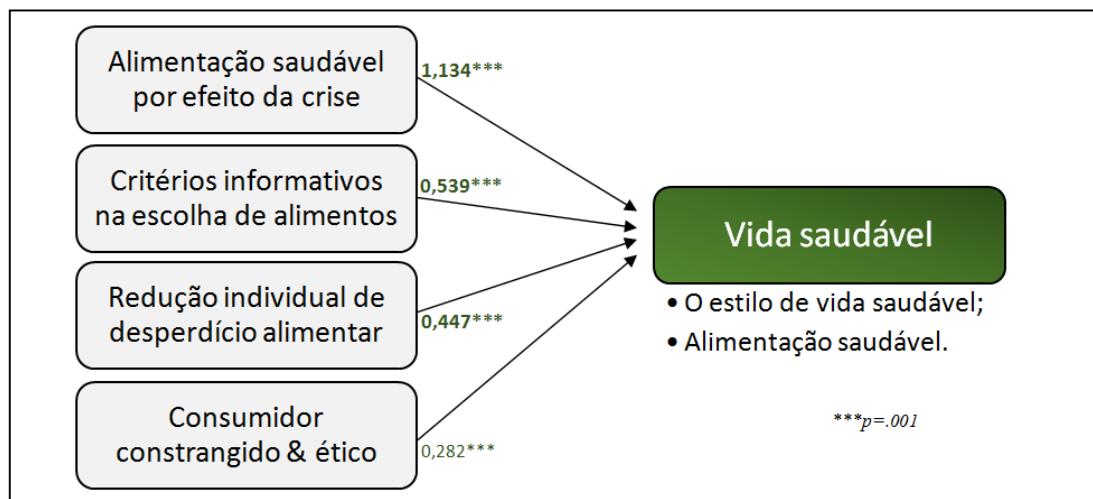 Alimentação saudável
por efeito da crise
1,134***
Critérios informativos
na escolha de alimentos
0,539***
Redução individual de
desperdício alimentar
0,447***
Consumidor
constrangido & ético
0,282***
Vida saudável
• O estilo de vida saudável;
• Alimentação saudável.
***p=.001